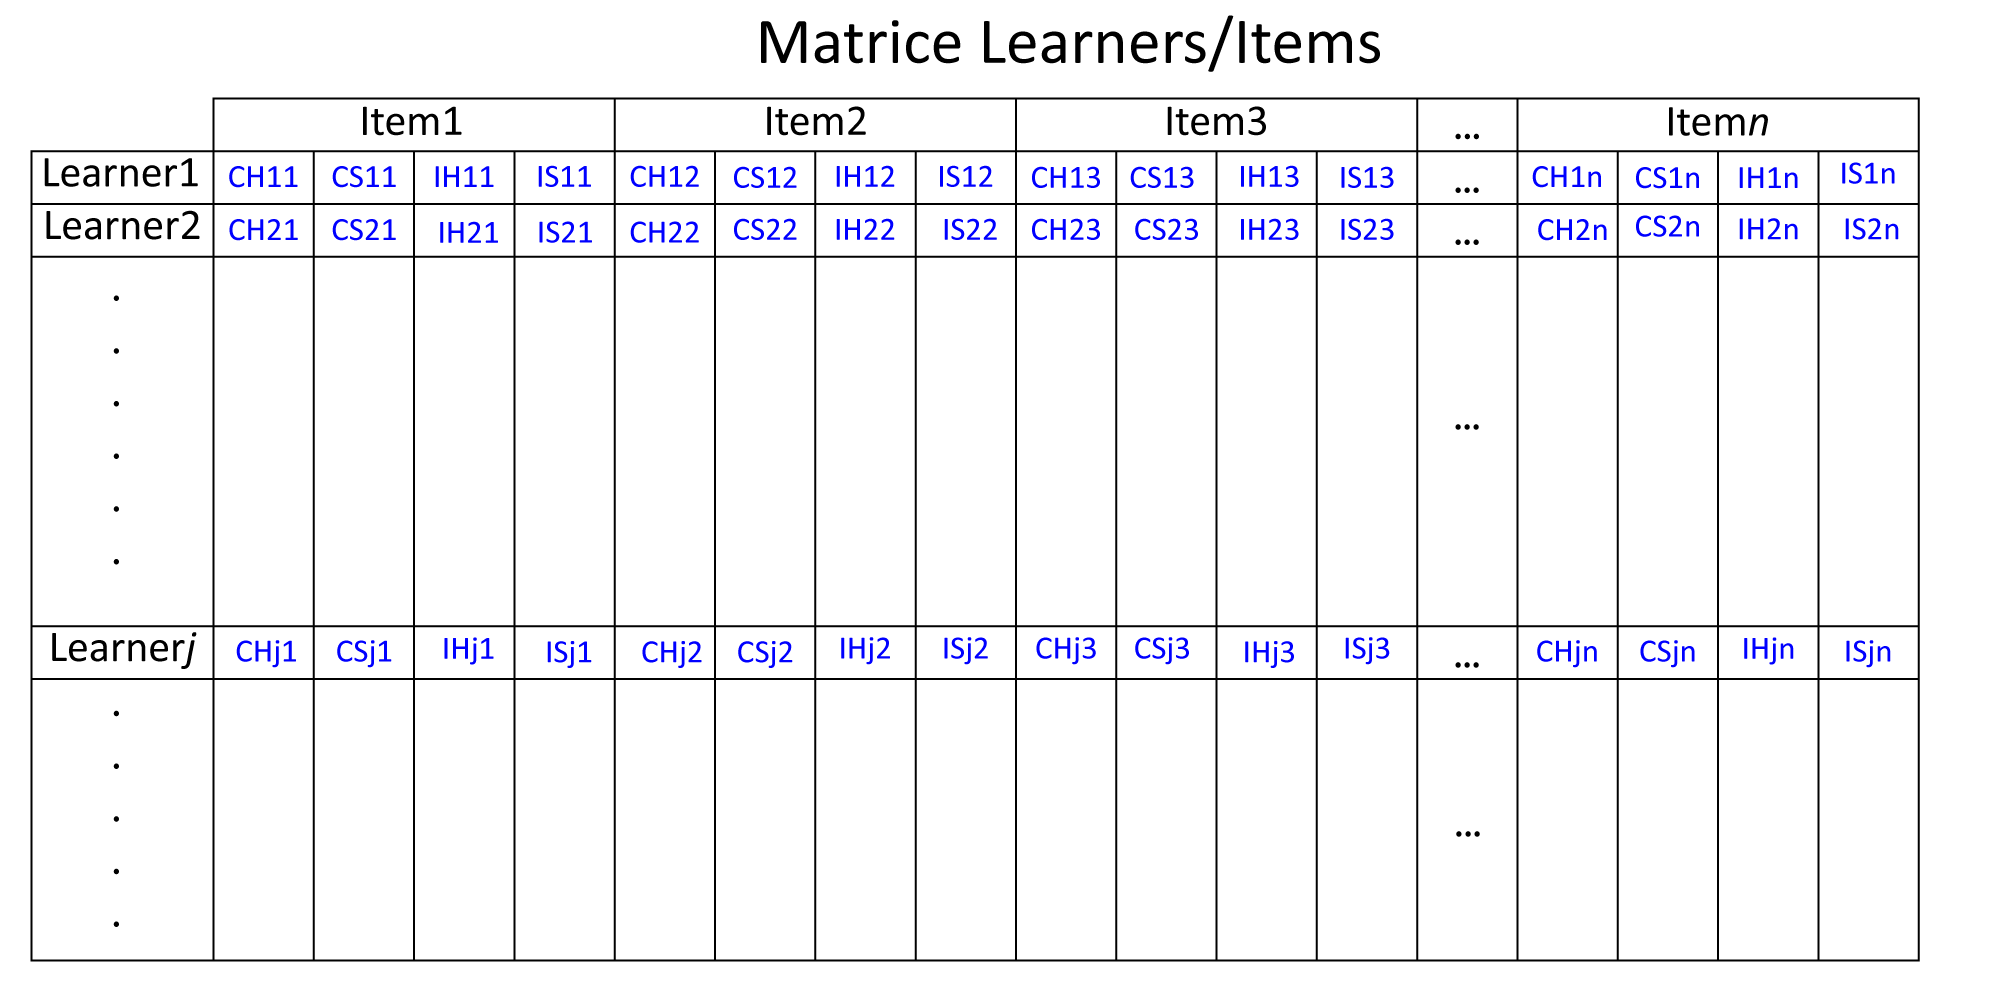 Matrice Learners/Items
Item1 Item2 Item3 ... Itemn
Learner1 CH11 CS11 IH11 IS11 CH12 CS12 IH12 IS12 CH13 CS13 IH13 IS13 ... CH1n CS1n IH1n IS1n
Learner2 CH21 CS21 IH21 IS21 CH22 CS22 IH22 IS22 CH23 CS23 IH23 IS23 ... CH2n CS2n IH2n IS2n
.
.
.
...
.
.
.
Learnerj CHj1 CSj1 IHj1 ISj1 CHj2 CSj2 IHj2 ISj2 CHj3 CSj3 IHj3 ISj3 ... CHjn CSjn IHjn ISjn
.
.
.
...
.
.